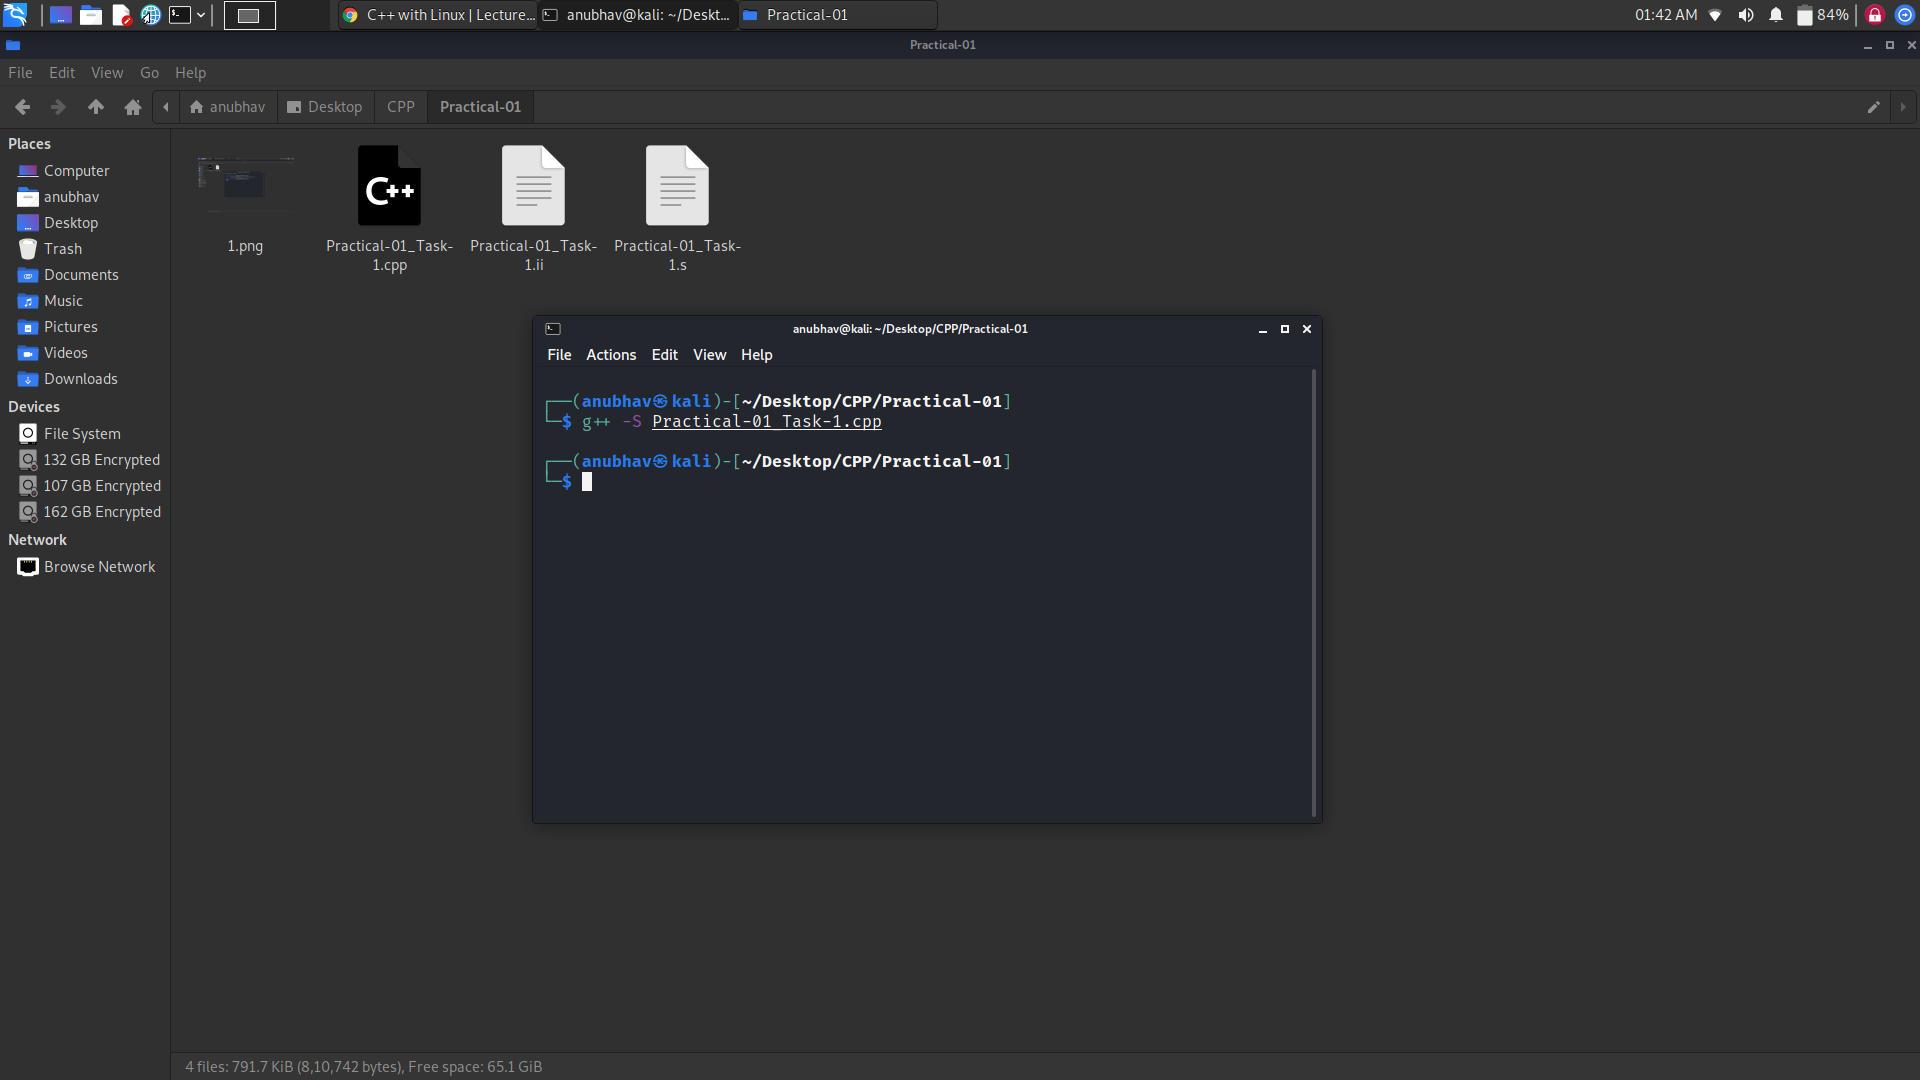 C++ with Linux | Lecture...
anubhav@kali: ~/Deskt...
Practical-01
01:42 AM
84%
Practical-01
File Edit View Go Help
anubhav Desktop CPP Practical-01
Places
Computer
anubhav
Desktop
Trash
Documents
Music
Pictures
Videos
Downloads
Devices
File System
132 GB Encrypted
107 GB Encrypted
162 GB Encrypted
Network
Browse Network
1.png
C++
Practical-01_Task-
1.cpp
Practical-01_Task-
1.ii
Practical-01_Task-
1.s
anubhav@kali: ~/Desktop/CPP/Practical-01
File Actions Edit View Help
┌──(anubhav㉿kali)-[~/Desktop/CPP/Practical-01]
└─$ g++ -S Practical-01_Task-1.cpp
┌──(anubhav㉿kali)-[~/Desktop/CPP/Practical-01]
└─$
4 files: 791.7 KiB (8,10,742 bytes), Free space: 65.1 GiB